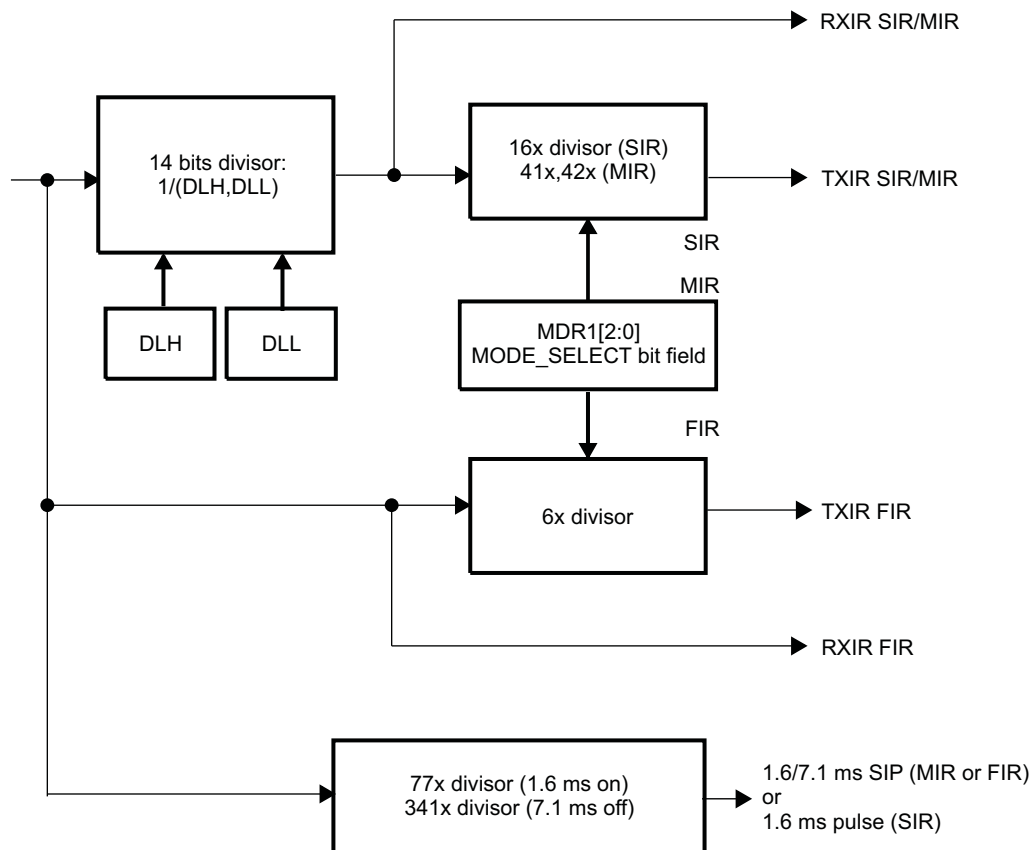 RXIR SIR/MIR
14 bits divisor:
1/(DLH,DLL)
16x divisor (SIR)
41x,42x (MIR)
TXIR SIR/MIR
SIR
MIR
DLH
DLL
MDR1[2:0]
MODE_SELECT bit field
FIR
6x divisor
TXIR FIR
RXIR FIR
77x divisor (1.6 ms on)
341x divisor (7.1 ms off)
1.6/7.1 ms SIP (MIR or FIR)
or
1.6 ms pulse (SIR)